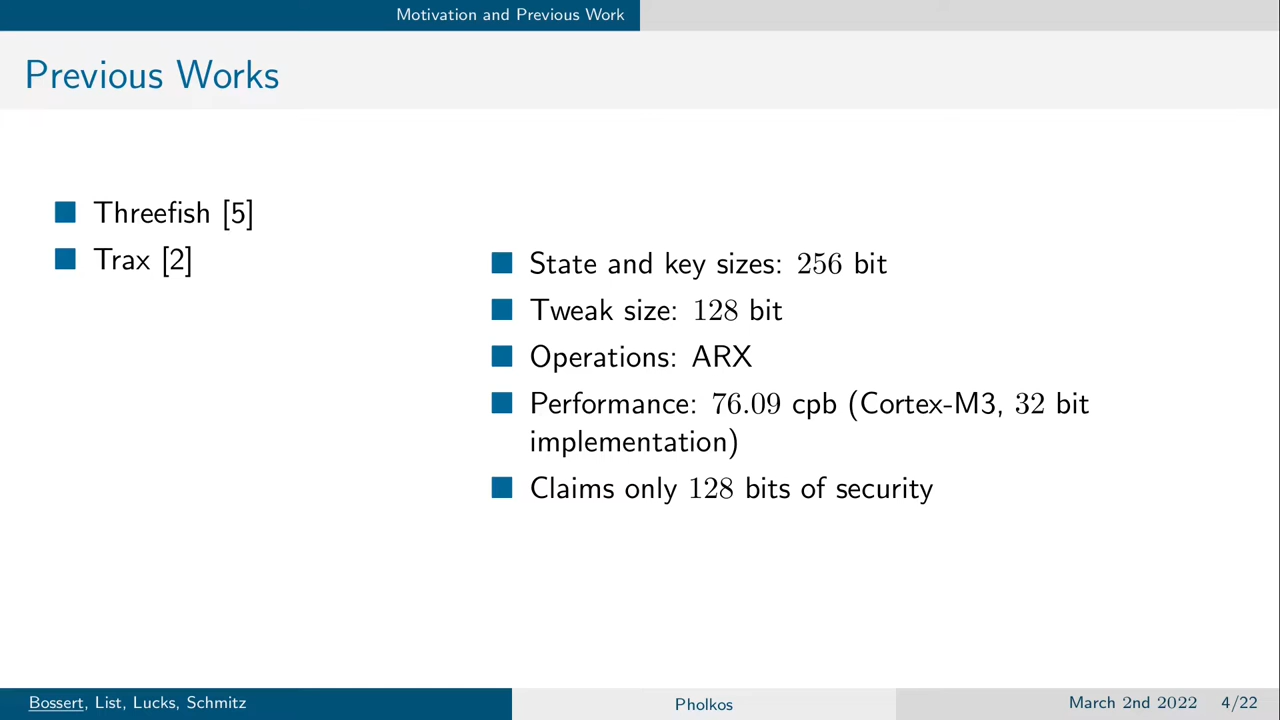 Motivation and Previous Work
Previous Works
Threefish [5]
Trax [2]
State and key sizes: 256 bit
Tweak size: 128 bit
Operations: ARX
Performance: 76.09 cpb (Cortex-M3, 32 bit
implementation)
Claims only 128 bits of security
Bossert, List, Lucks, Schmitz
Pholkos
March 2nd 2022 4/22